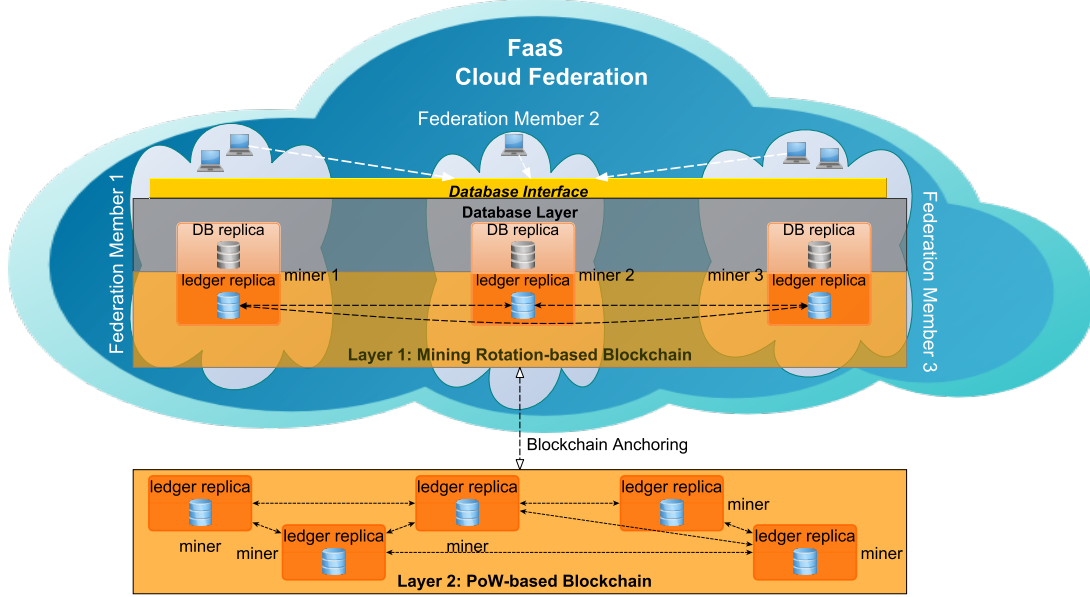 FaaS
Cloud Federation
Federation Member 2
Federation Member 1
Federation Member 3
Database Interface
Database Layer
DB replica
DB replica
DB replica
ledger replica
miner 1
ledger replica
miner 2
miner 3
ledger replica
Layer 1: Mining Rotation-based Blockchain
Blockchain Anchoring
ledger replica
ledger replica
ledger replica
miner
miner
miner
ledger replica
miner
ledger replica
miner
Layer 2: PoW-based Blockchain